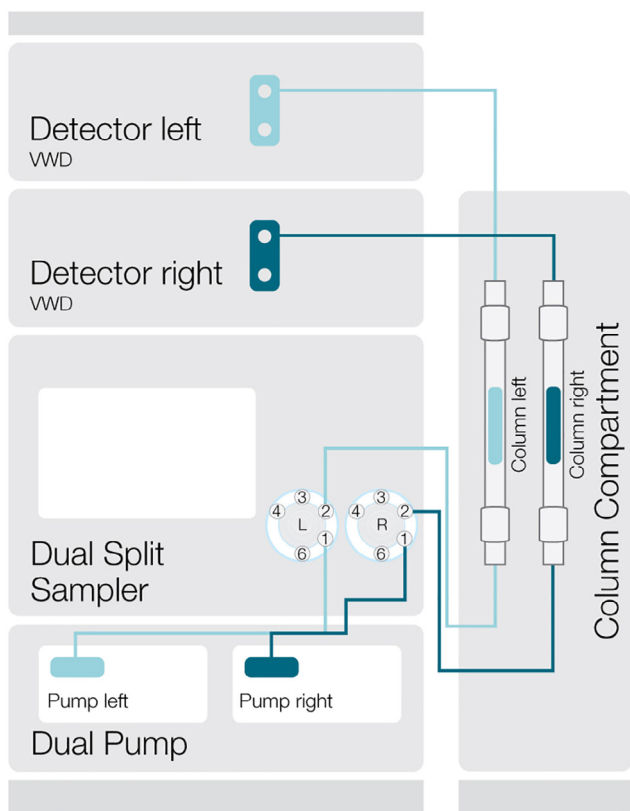 Detector left
VWD
Detector right
VWD
Column left
Column right
Column Compartment
3
4
2
L
1
6
3
4
2
R
1
6
Dual Split
Sampler
Pump left
Pump right
Dual Pump